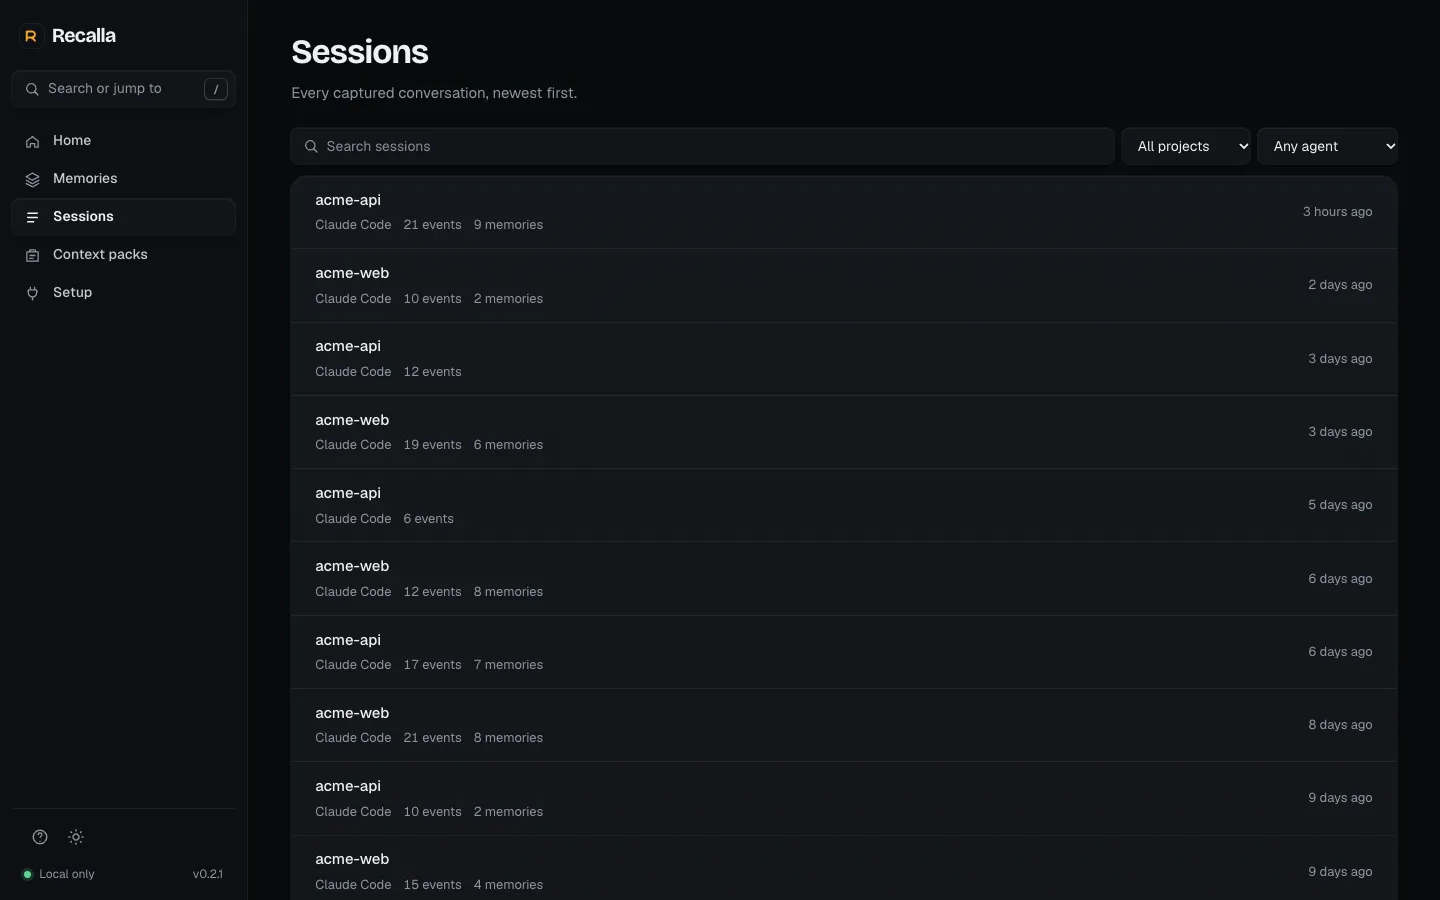 Recalla
Search or jump to /
Home
Memories
Sessions
Context packs
Setup
Local only v0.2.1
Sessions
Every captured conversation, newest first.
Search sessions All projects Any agent
acme-api
Claude Code 21 events 9 memories 3 hours ago
acme-web
Claude Code 10 events 2 memories 2 days ago
acme-api
Claude Code 12 events 3 days ago
acme-web
Claude Code 19 events 6 memories 3 days ago
acme-api
Claude Code 6 events 5 days ago
acme-web
Claude Code 12 events 8 memories 6 days ago
acme-api
Claude Code 17 events 7 memories 6 days ago
acme-web
Claude Code 21 events 8 memories 8 days ago
acme-api
Claude Code 10 events 2 memories 9 days ago
acme-web
Claude Code 15 events 4 memories 9 days ago